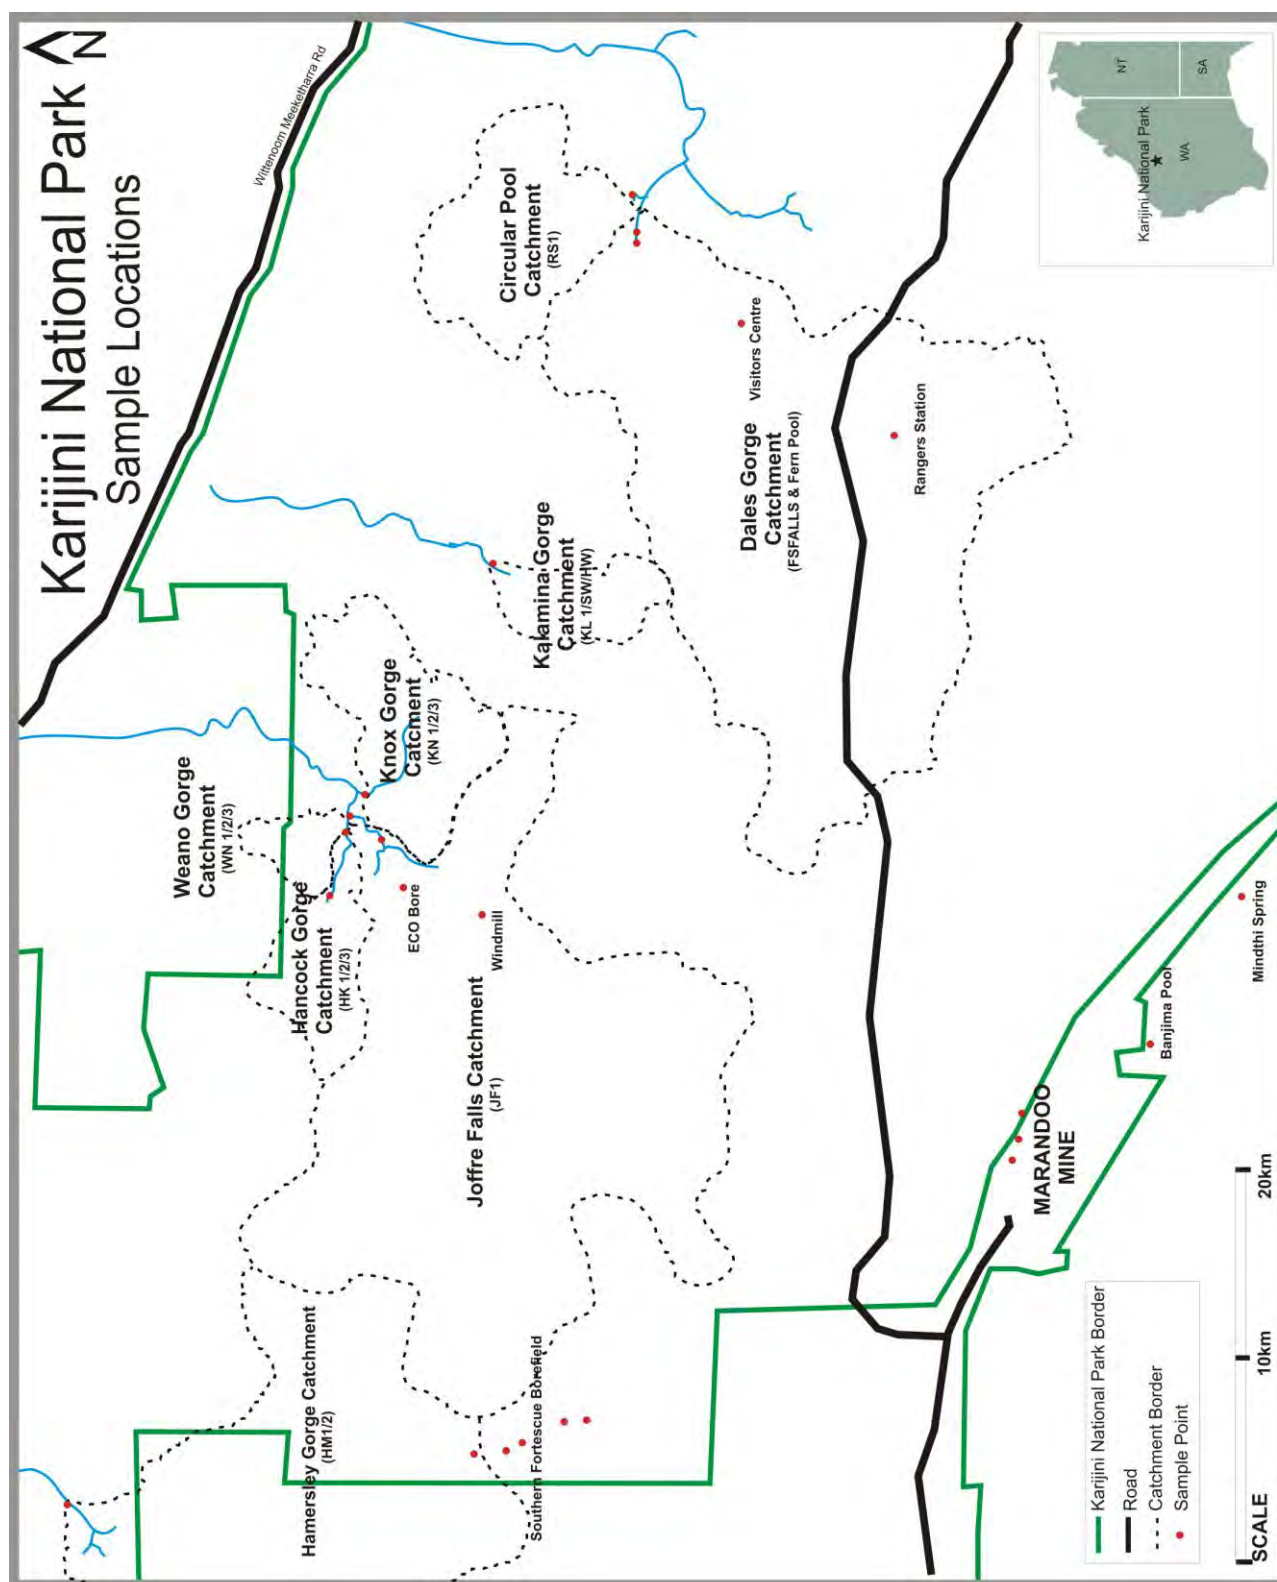 Karijini National Park
Sample Locations
N
Wittenoom Meeketharra Rd
Weano Gorge
Catchment
(WN 1/2/3)
Hancock Gorge
Catchment
(HK 1/2/3)
Knox Gorge
Catcment
(KN 1/2/3)
Kalamina Gorge
Catchment
(KL 1/SW/HW)
Circular Pool
Catchment
(RS1)
Hamersley Gorge Catchment
(HM1/2)
Joffre Falls Catchment
(JF1)
ECO Bore
Windmill
Southern Fortescue Borefield
Dales Gorge
Catchment
(FSFALLS & Fern Pool)
Visitors Centre
Rangers Station
MARANDOO
MINE
Banjima Pool
Mindthi Spring
Karijini National Park Border
Road
Catchment Border
Sample Point
SCALE
10km
20km
Karijini National Park
WA
NT
SA